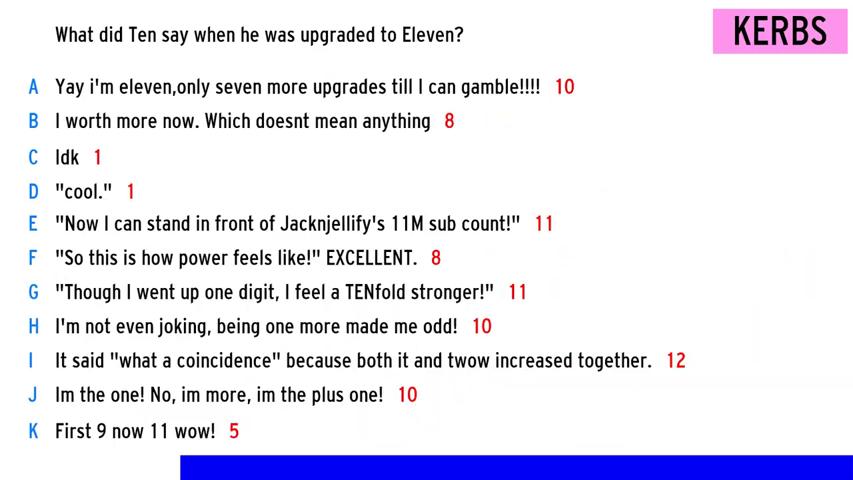 What did Ten say when he was upgraded to Eleven?
KERBS
A Yay i'm eleven,only seven more upgrades till I can gamble!!!! 10
B I worth more now. Which doesnt mean anything 8
C Idk 1
D "cool." 1
E "Now I can stand in front of Jacknjellify's 11M sub count!" 11
F "So this is how power feels like!" EXCELLENT. 8
G "Though I went up one digit, I feel a TENfold stronger!" 11
H I'm not even joking, being one more made me odd! 10
I It said "what a coincidence" because both it and twow increased together. 12
J Im the one! No, im more, im the plus one! 10
K First 9 now 11 wow! 5